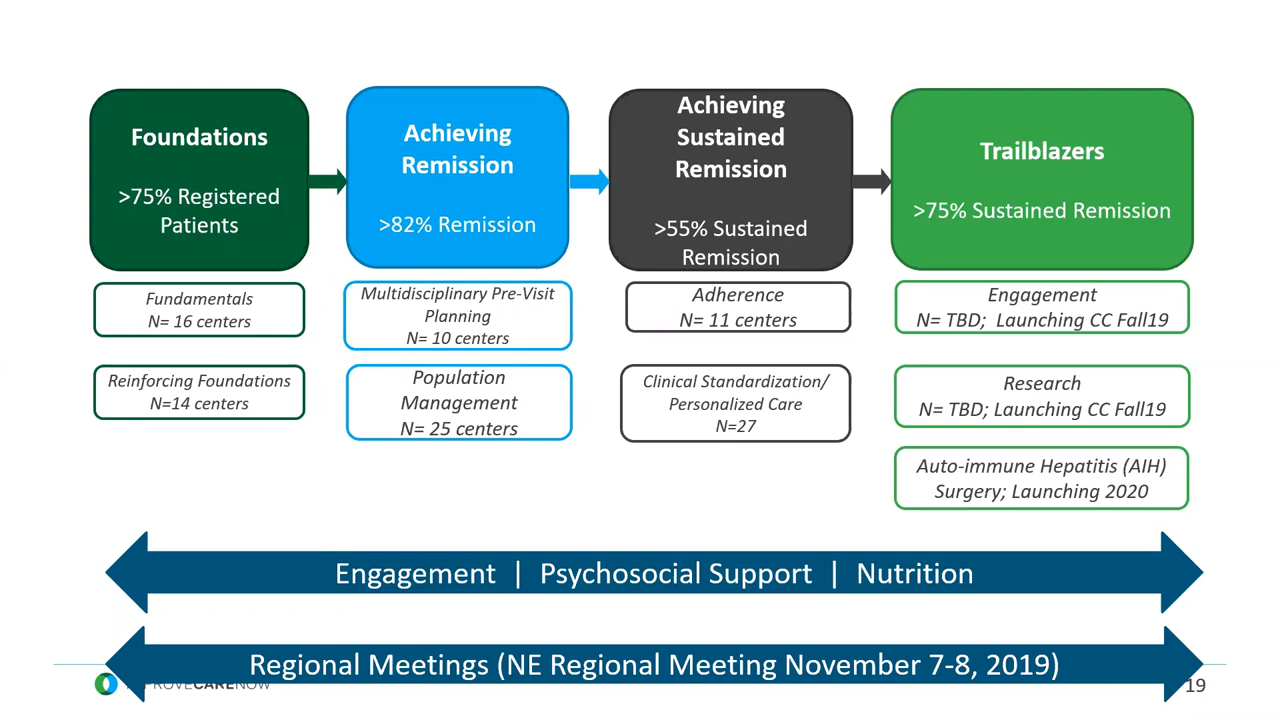 Foundations
>75% Registered
Patients
Achieving
Remission
>82% Remission
Achieving
Sustained
Remission
>55% Sustained
Remission
Trailblazers
>75% Sustained Remission
Fundamentals
N= 16 centers
Reinforcing Foundations
N=14 centers
Multidisciplinary Pre-Visit
Planning
N= 10 centers
Population
Management
N= 25 centers
Adherence
N= 11 centers
Clinical Standardization/
Personalized Care
N=27
Engagement
N= TBD; Launching CC Fall19
Research
N= TBD; Launching CC Fall19
Auto-immune Hepatitis (AIH)
Surgery; Launching 2020
Engagement | Psychosocial Support | Nutrition
Regional Meetings (NE Regional Meeting November 7-8, 2019)
19